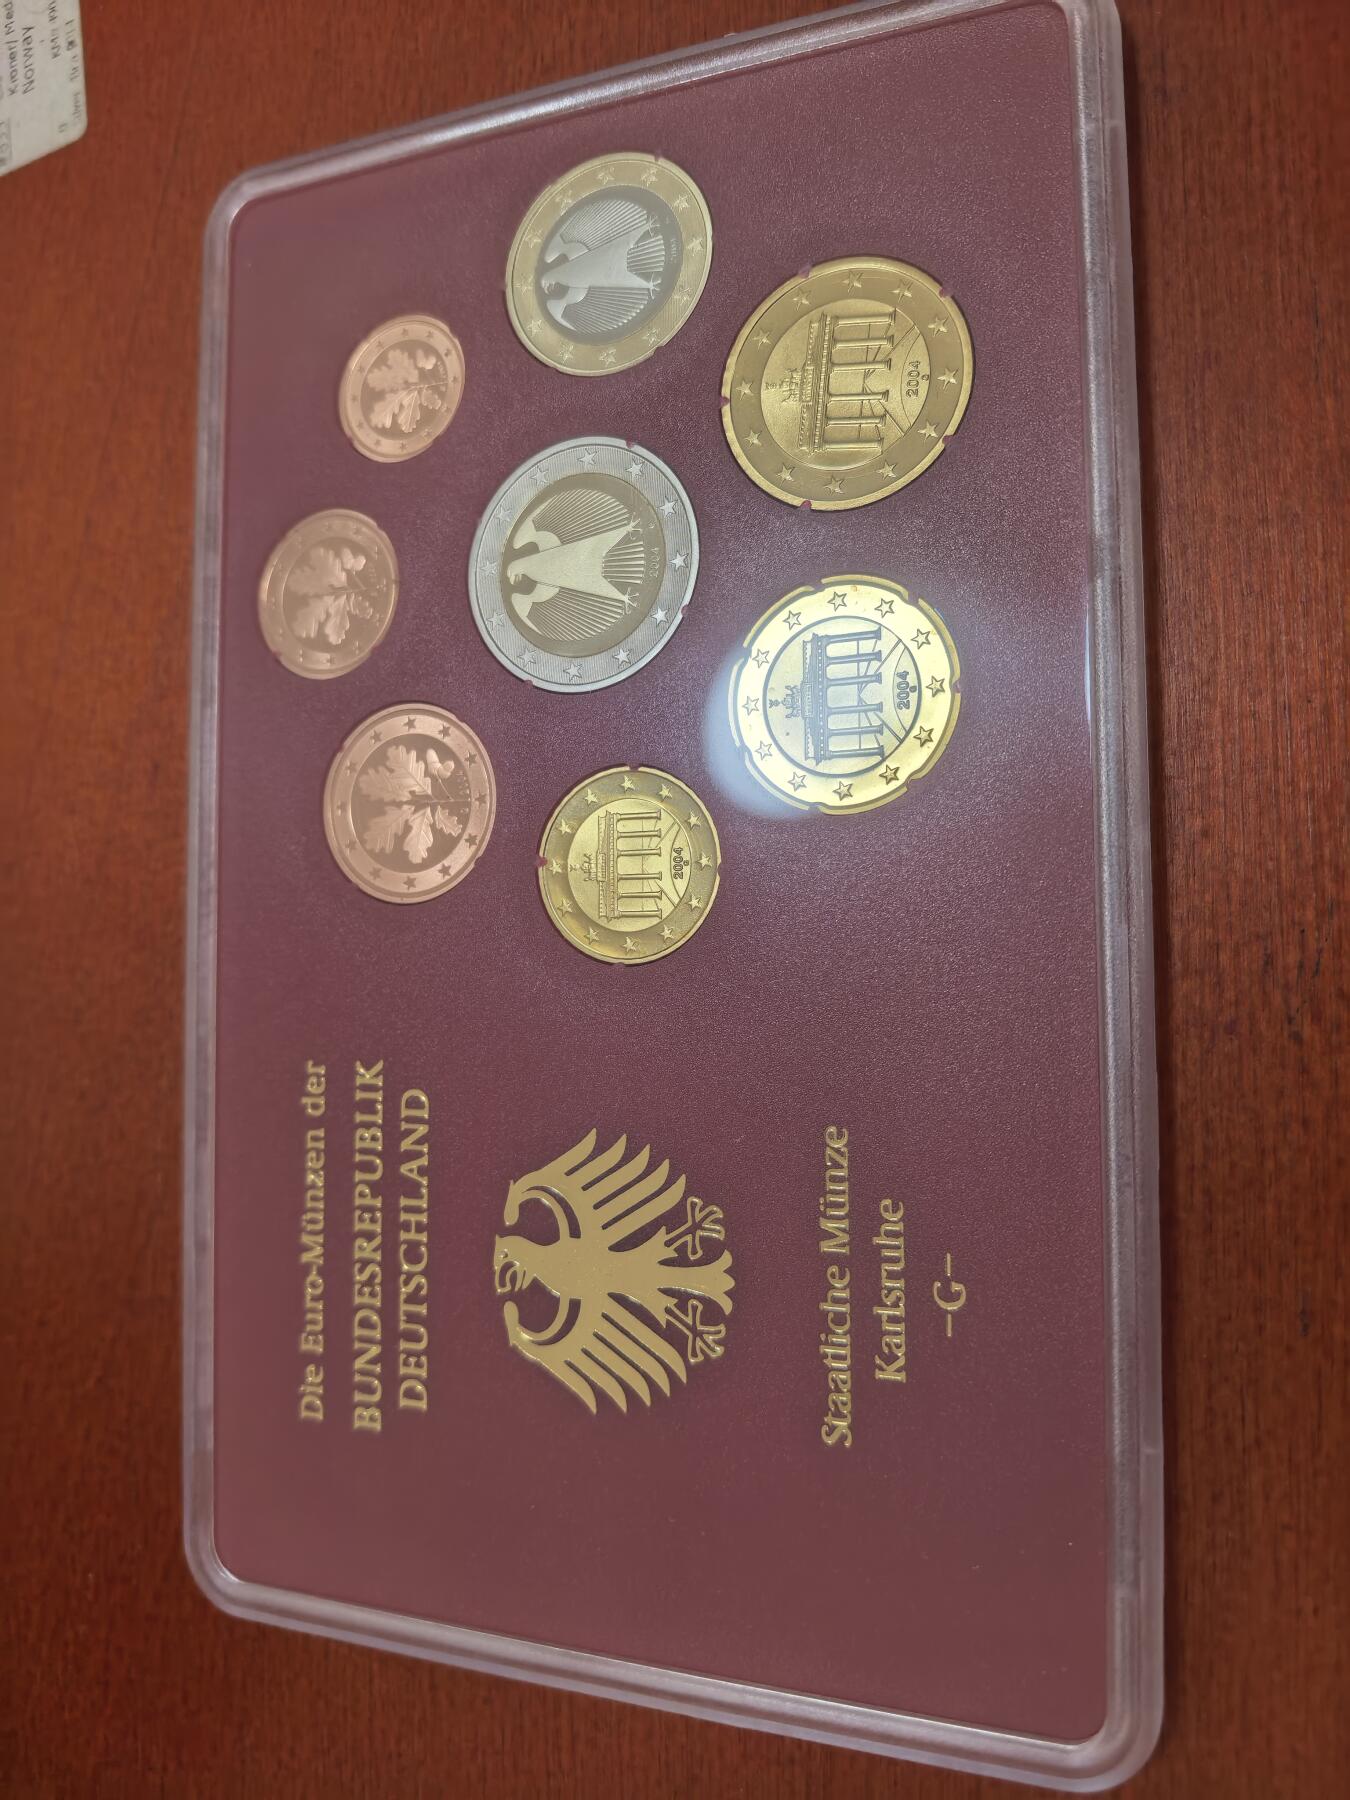 Die Euro-Münzen der
BUNDESREPUBLIK
DEUTSCHLAND
Staatliche Münze
Karlsruhe
–G–
2004
2004
G
2004
G
2004
G
Norway